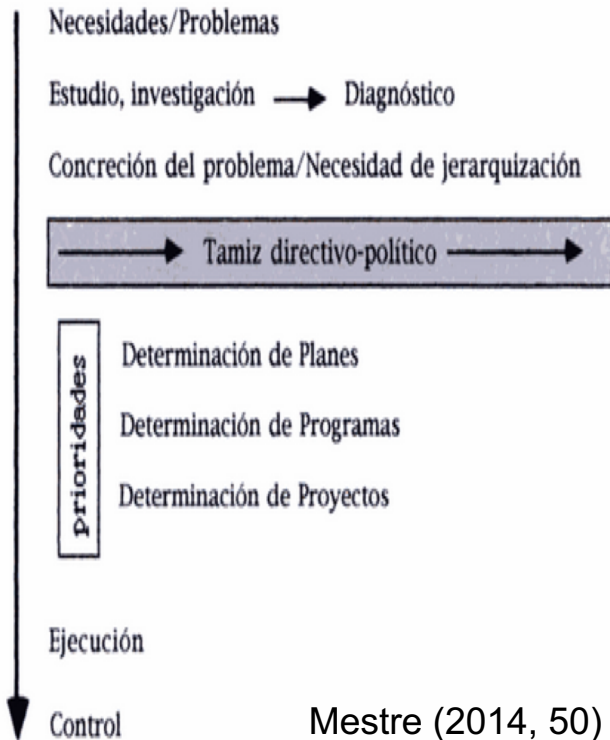 Necesidades/Problemas
Estudio, investigación → Diagnóstico
Concreción del problema/Necesidad de jerarquización
Tamiz directivo-político
prioridades
Determinación de Planes
Determinación de Programas
Determinación de Proyectos
Ejecución
Control
Mestre (2014, 50)